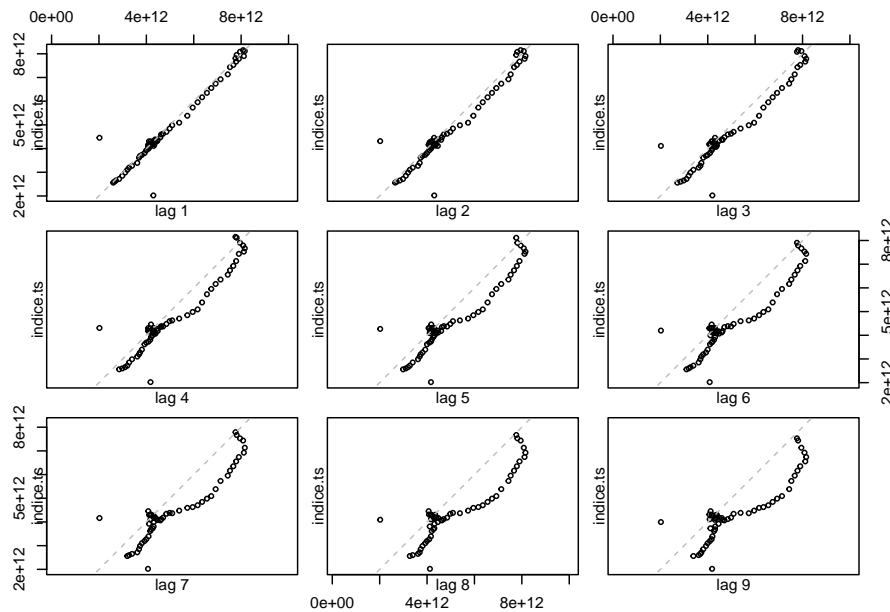 0e+00 4e+12 8e+12 0e+00 4e+12 8e+12
2e+12 5e+12 8e+12
indice.ts
indice.ts
indice.ts
lag 1
lag 2
lag 3
indice.ts
indice.ts
indice.ts
2e+12 5e+12 8e+12
lag 4
lag 5
lag 6
2e+12 5e+12 8e+12
indice.ts
indice.ts
indice.ts
lag 7
lag 8
lag 9
0e+00 4e+12 8e+12